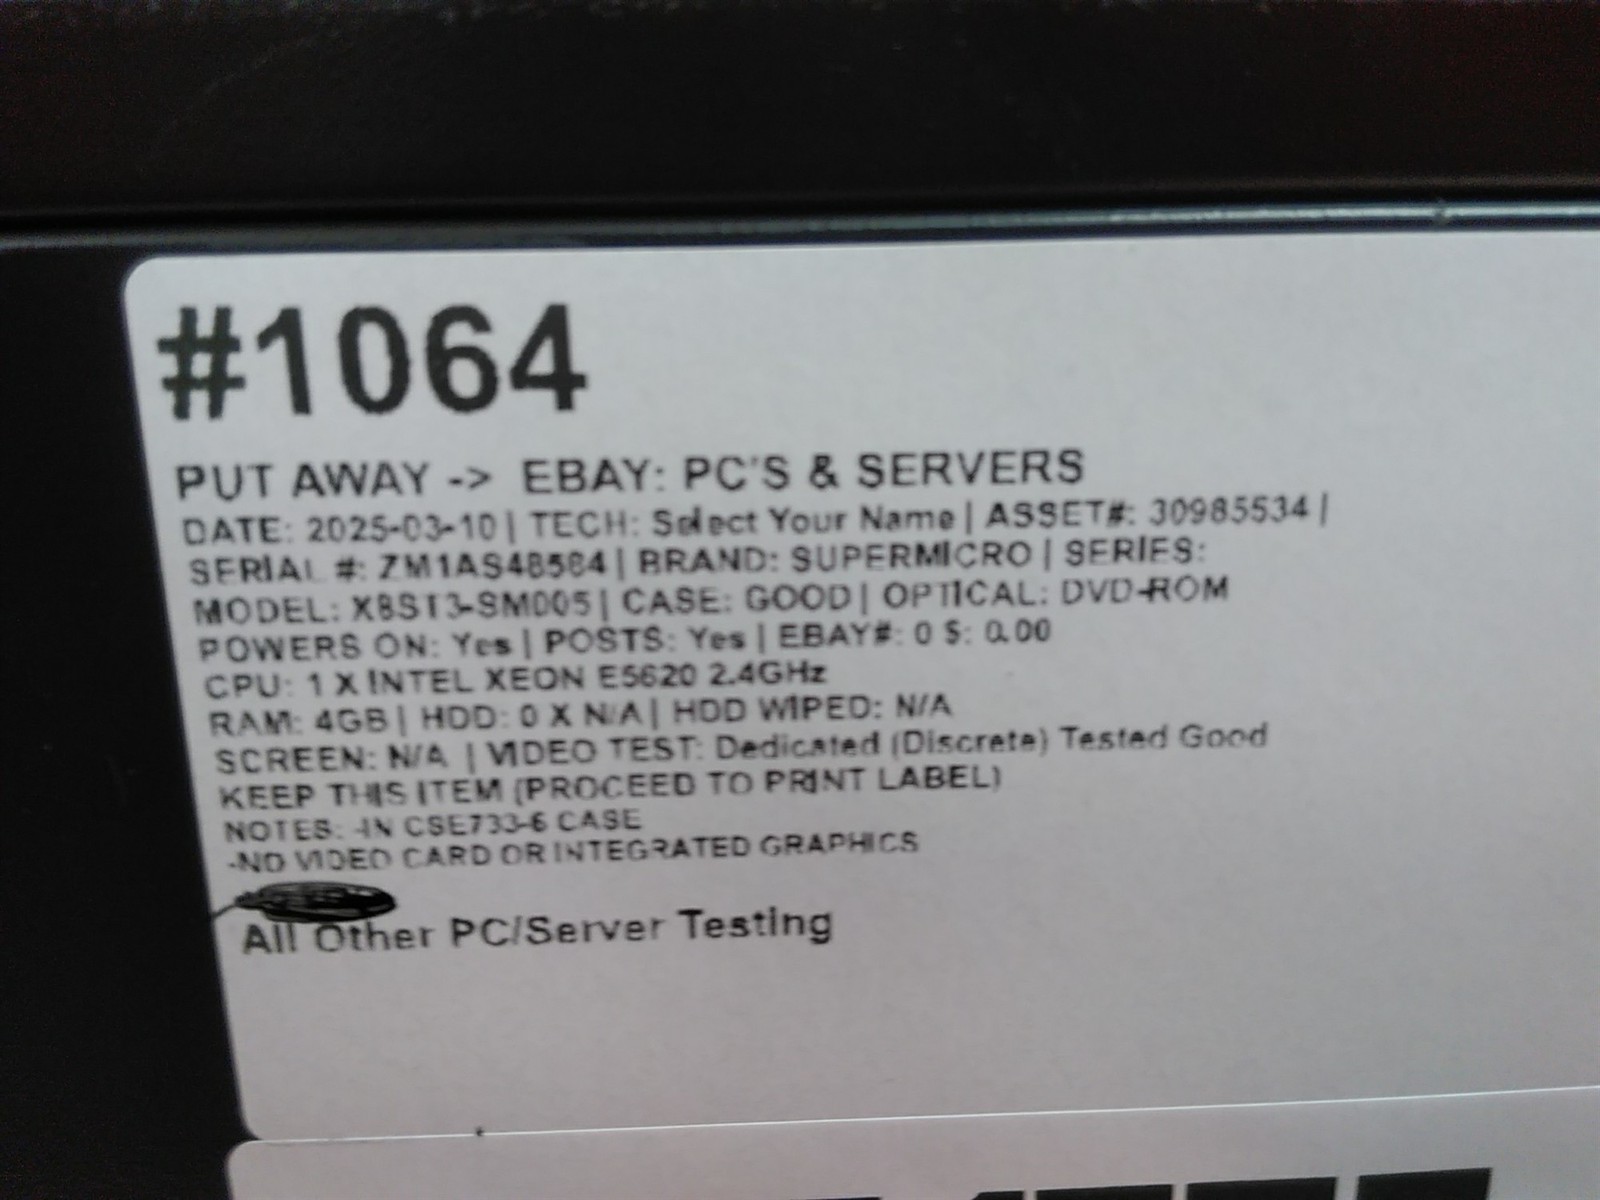 #1064
PUT AWAY -> EBAY: PC'S & SERVERS
DATE: 2025-03-10 | TECH: Select Your Name | ASSET#: 30985534 |
SERIAL #: ZM1AS48584 | BRAND: SUPERMICRO | SERIES:
MODEL: X8ST3-SM005 | CASE: GOOD | OPTICAL: DVD-ROM
POWERS ON: Yes | POSTS: Yes | EBAY#: 0 $: 0.00
CPU: 1 X INTEL XEON E5620 2.4GHz
RAM: 4GB | HDD: 0 X N/A | HDD WIPED: N/A
SCREEN: N/A | VIDEO TEST: Dedicated (Discrete) Tested Good
KEEP THIS ITEM (PROCEED TO PRINT LABEL)
NOTES: -IN CSE733-6 CASE
-NO VIDEO CARD OR INTEGRATED GRAPHICS
All Other PC/Server Testing